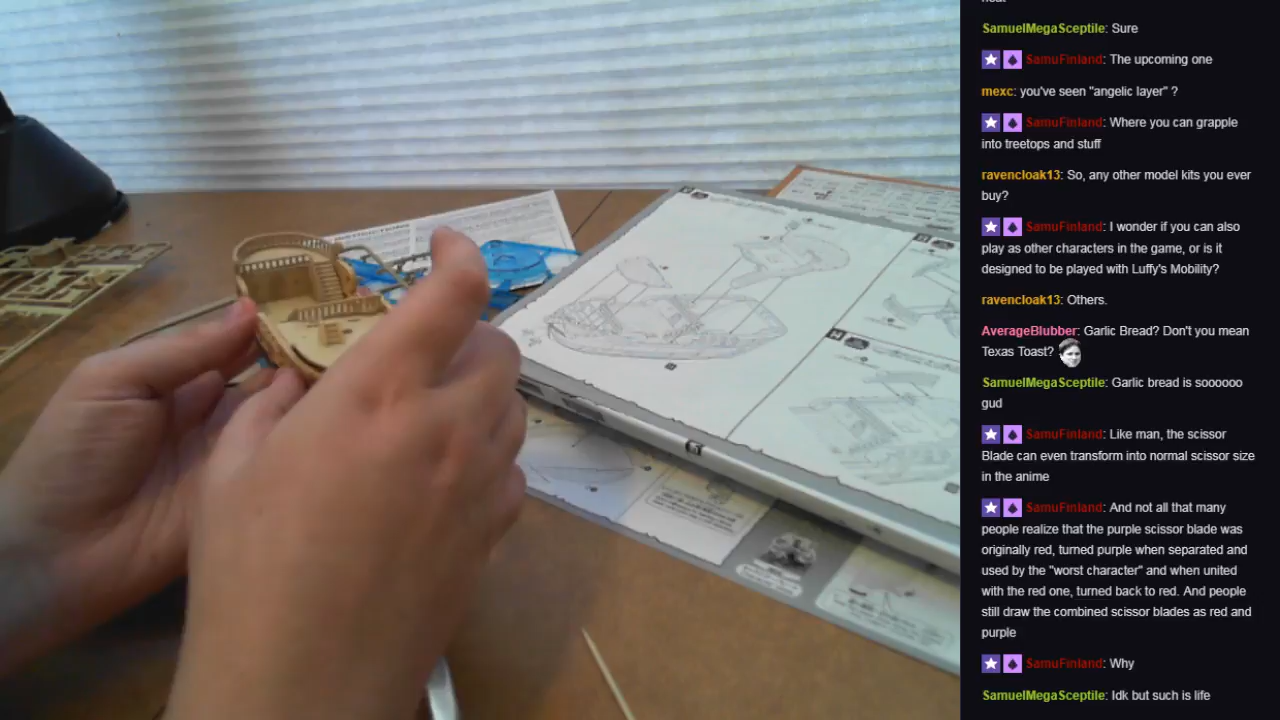 SamuelMegaSceptile: Sure
SamuFinland: The upcoming one
mexc: you've seen "angelic layer" ?
SamuFinland: Where you can grapple
into treetops and stuff
ravencloak13: So, any other model kits you ever
buy?
SamuFinland: I wonder if you can also
play as other characters in the game, or is it
designed to be played with Luffy's Mobility?
ravencloak13: Others.
AverageBlubber: Garlic Bread? Don't you mean
Texas Toast?
SamuelMegaSceptile: Garlic bread is soooooo
gud
SamuFinland: Like man, the scissor
Blade can even transform into normal scissor size
in the anime
SamuFinland: And not all that many
people realize that the purple scissor blade was
originally red, turned purple when separated and
used by the "worst character" and when united
with the red one, turned back to red. And people
still draw the combined scissor blades as red and
purple
SamuFinland: Why
SamuelMegaSceptile: Idk but such is life